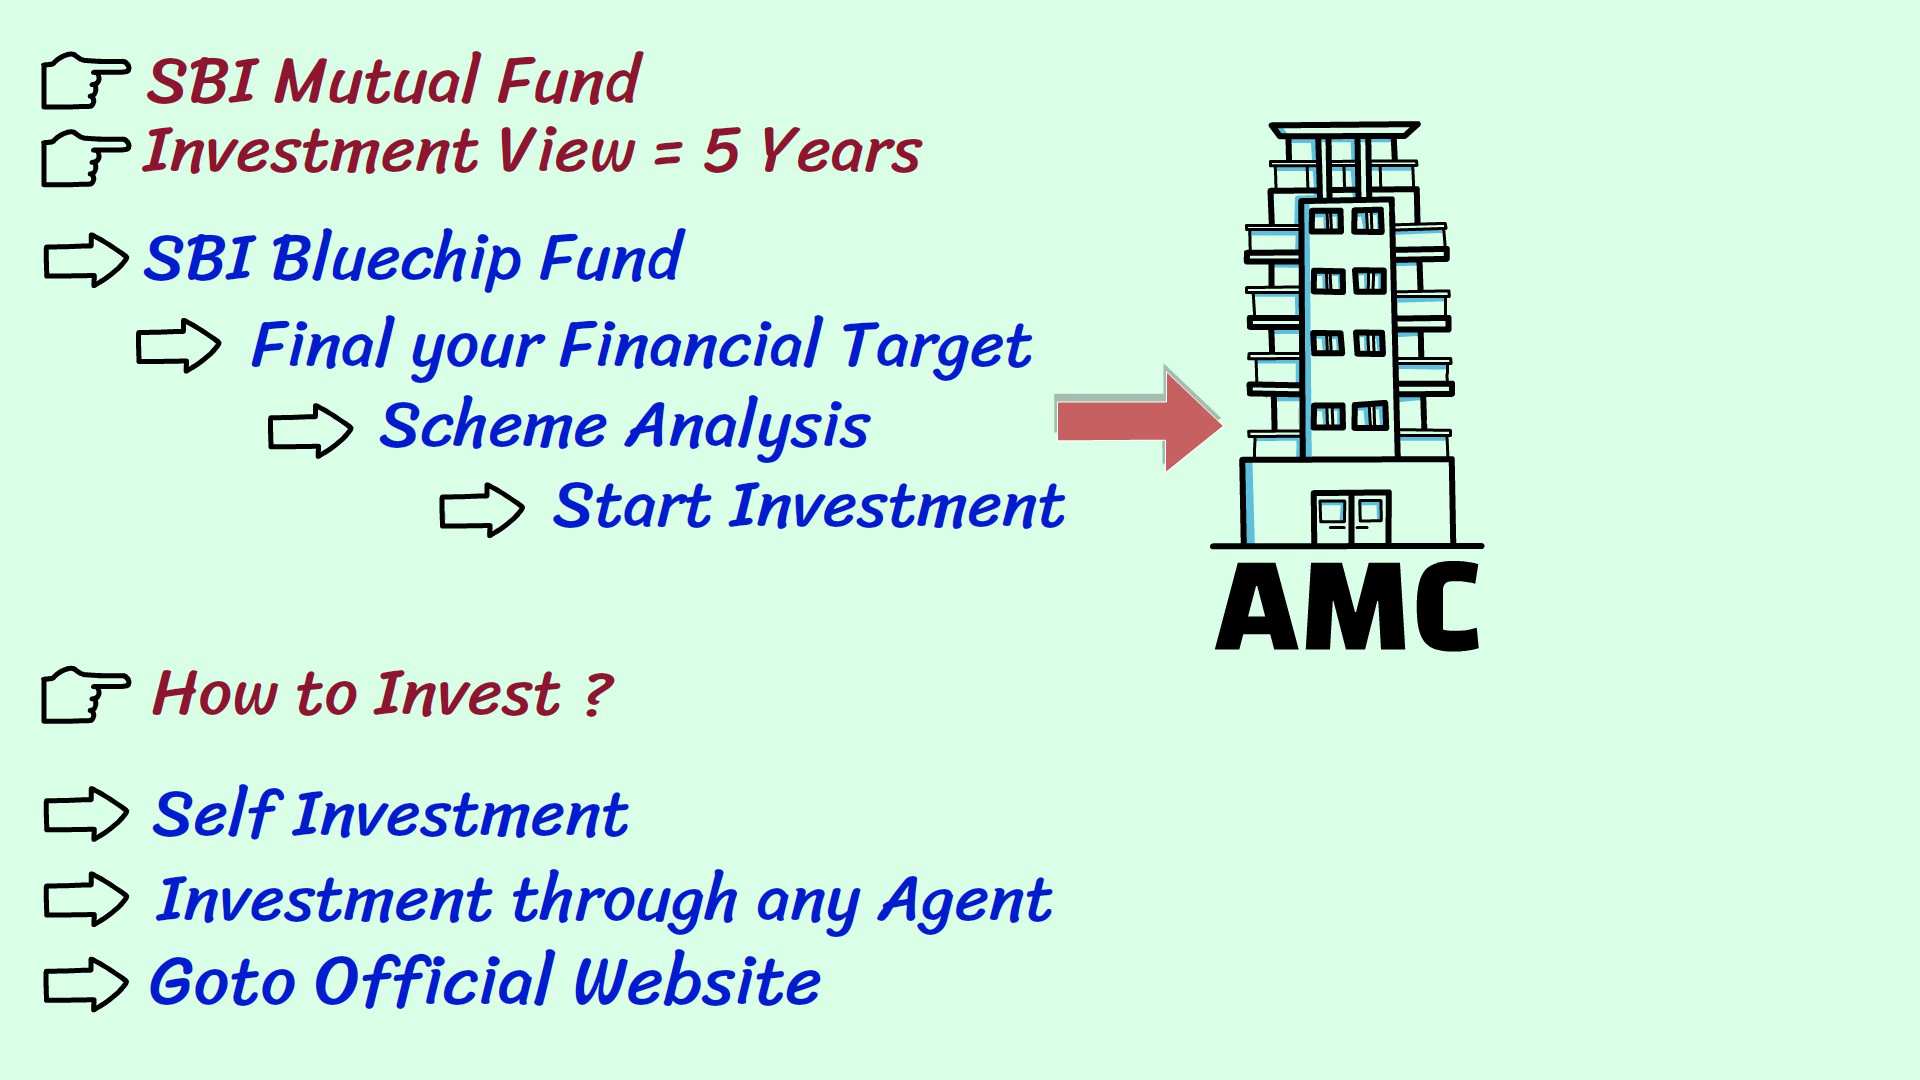 SBI Mutual Fund
Investment View = 5 Years
SBI Bluechip Fund
Final your Financial Target
Scheme Analysis
Start Investment
AMC
How to Invest ?
Self Investment
Investment through any Agent
Goto Official Website